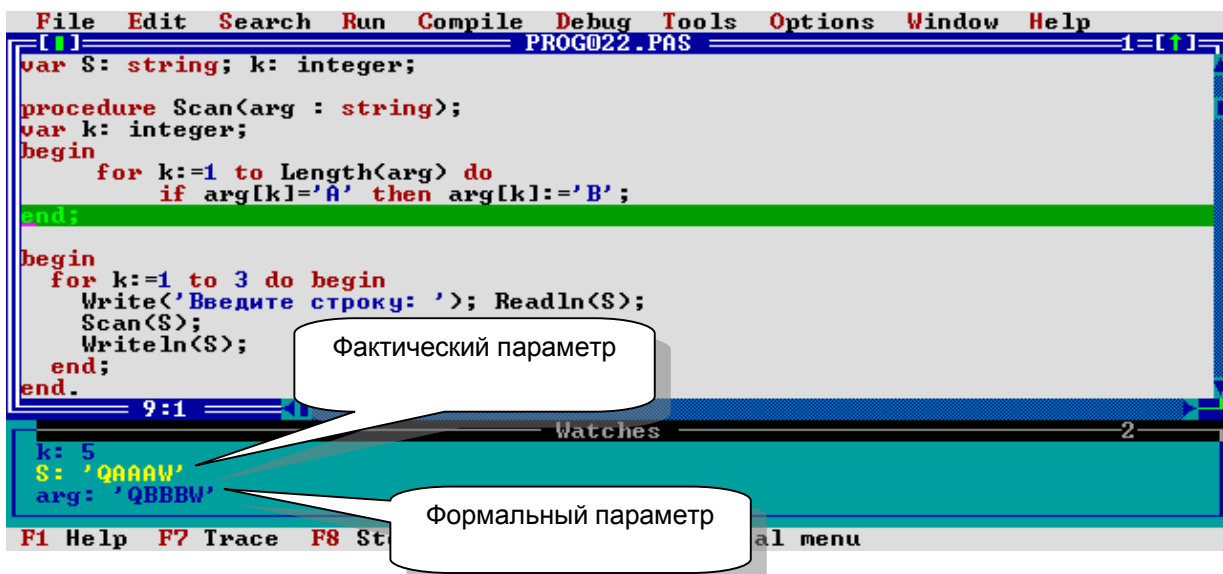 File Edit Search Run Compile Debug Tools Options Window Help
PROG022.PAS 1=[↑]
var S: string; k: integer;
procedure Scan(arg : string);
var k: integer;
begin
for k:=1 to Length(arg) do
if arg[k]='A' then arg[k]:='B';
end;
begin
for k:=1 to 3 do begin
Write('Введите строку: '); Readln(S);
Scan(S);
Writeln(S);
end;
end.
Фактический параметр
9:1
Watches 2
k: 5
S: 'QAAAW'
arg: 'QBBBW'
Формальный параметр
F1 Help F7 Trace F8 al menu